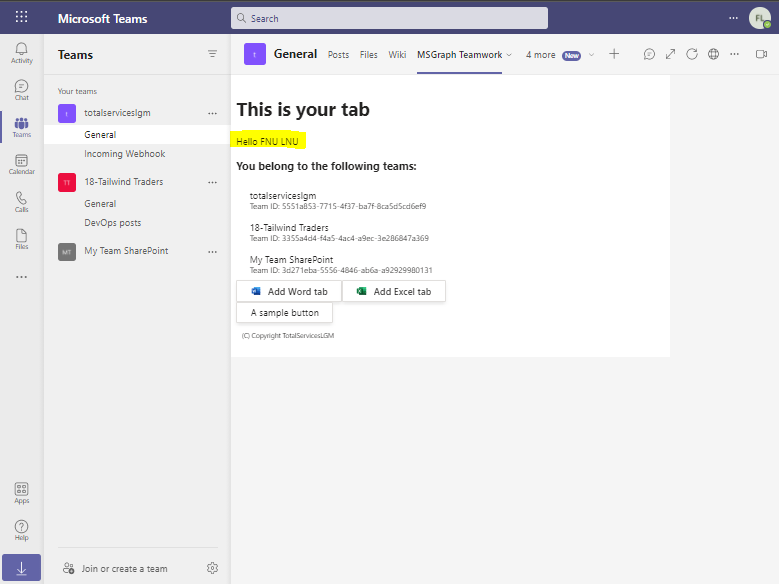 Microsoft Teams
Search
FL
Activity
Chat
Teams
Calendar
Calls
Files
Apps
Help
Teams
Your teams
t totalserviceslgm
General
Incoming Webhook
TT 18-Tailwind Traders
General
DevOps posts
MT My Team SharePoint
Join or create a team
t General Posts Files Wiki MSGraph Teamwork 4 more New
This is your tab
Hello FNU LNU
You belong to the following teams:
totalserviceslgm
Team ID: 5551a853-7715-4f37-ba7f-8ca5d5cd6ef9
18-Tailwind Traders
Team ID: 3355a4d4-f4a5-4ac4-a9ec-3e286847a369
My Team SharePoint
Team ID: 3d271eba-5556-4846-ab6a-a92929980131
Add Word tab Add Excel tab
A sample button
(C) Copyright TotalServicesLGM